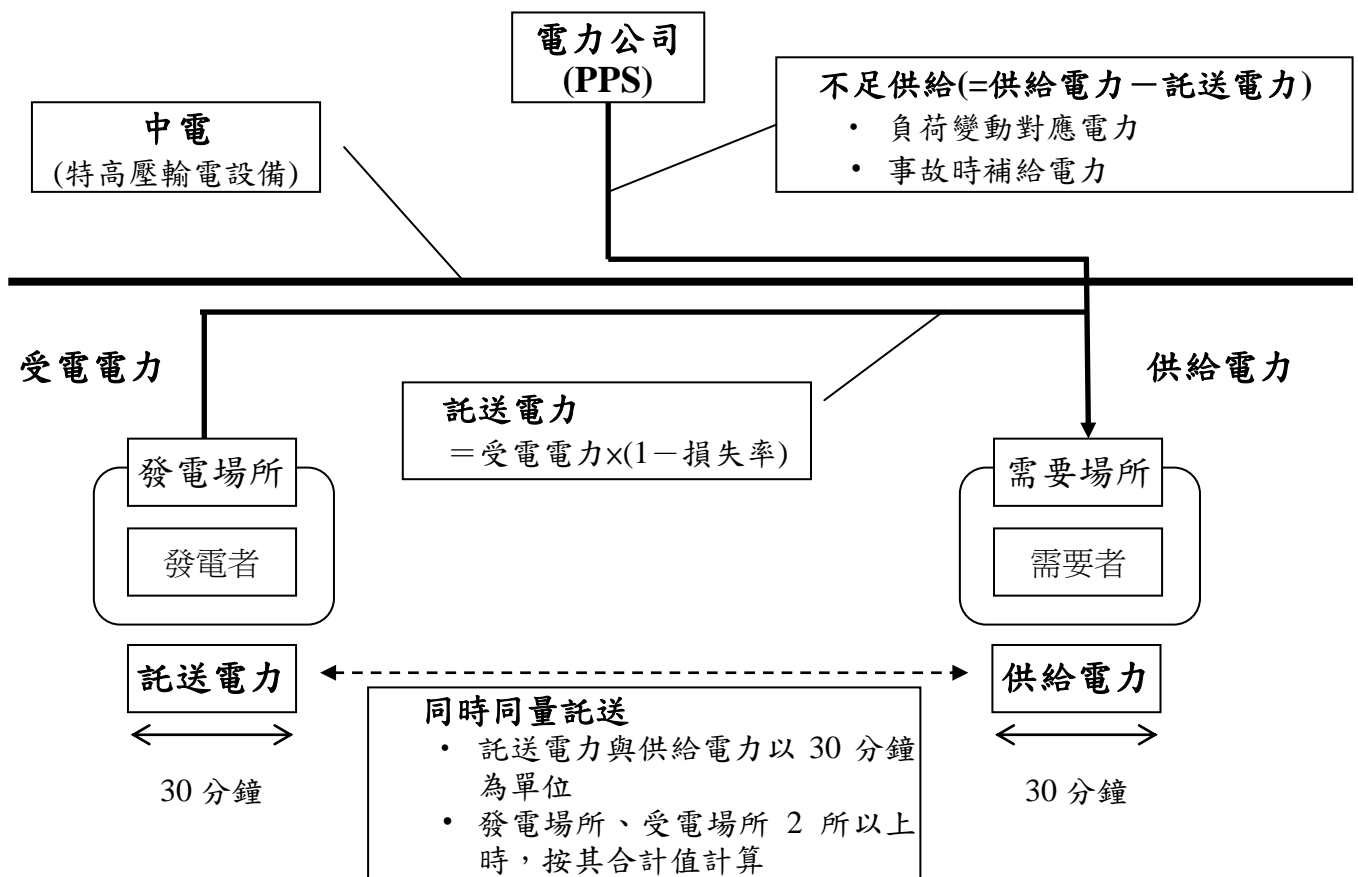 電力公司
(PPS)
不足供給(=供給電力－託送電力)
• 負荷變動對應電力
• 事故時補給電力
中電
(特高壓輸電設備)
受電電力
供給電力
託送電力
＝受電電力×(1－損失率)
發電場所
發電者
需要場所
需要者
託送電力
供給電力
同時同量託送
• 託送電力與供給電力以 30 分鐘
為單位
• 發電場所、受電場所 2 所以上
時，按其合計值計算
30 分鐘
30 分鐘